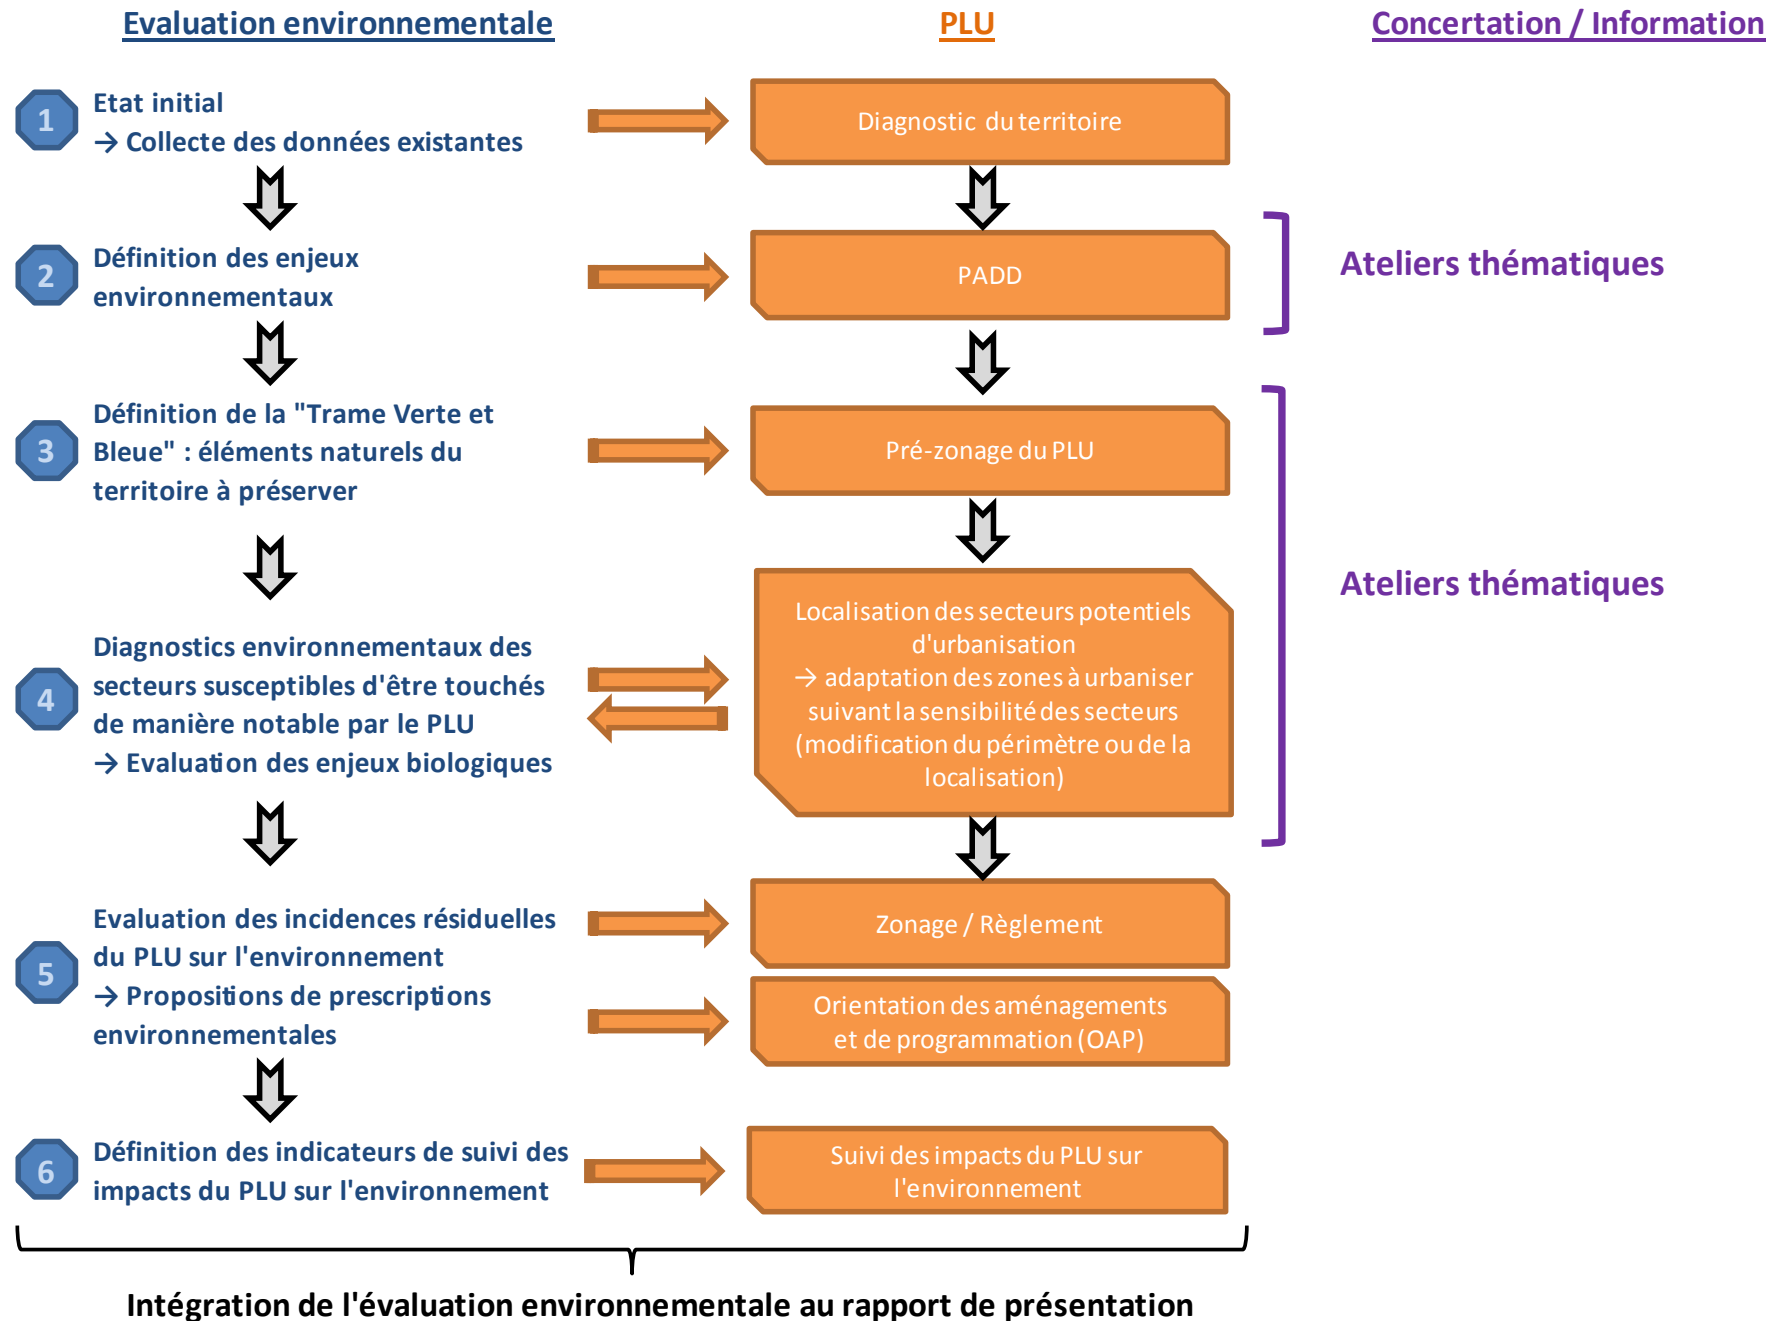 Evaluation environnementale
PLU
Concertation / Information
1
Etat initial
→ Collecte des données existantes
Diagnostic du territoire
2
Définition des enjeux
environnementaux
PADD
Ateliers thématiques
3
Définition de la "Trame Verte et
Bleue" : éléments naturels du
territoire à préserver
Pré-zonage du PLU
4
Diagnostics environnementaux des
secteurs susceptibles d'être touchés
de manière notable par le PLU
→ Evaluation des enjeux biologiques
Localisation des secteurs potentiels
d'urbanisation
→ adaptation des zones à urbaniser
suivant la sensibilité des secteurs
(modification du périmètre ou de la
localisation)
Ateliers thématiques
5
Evaluation des incidences résiduelles
du PLU sur l'environnement
→ Propositions de prescriptions
environnementales
Zonage / Règlement
Orientation des aménagements
et de programmation (OAP)
6
Définition des indicateurs de suivi des
impacts du PLU sur l'environnement
Suivi des impacts du PLU sur
l'environnement
Intégration de l'évaluation environnementale au rapport de présentation